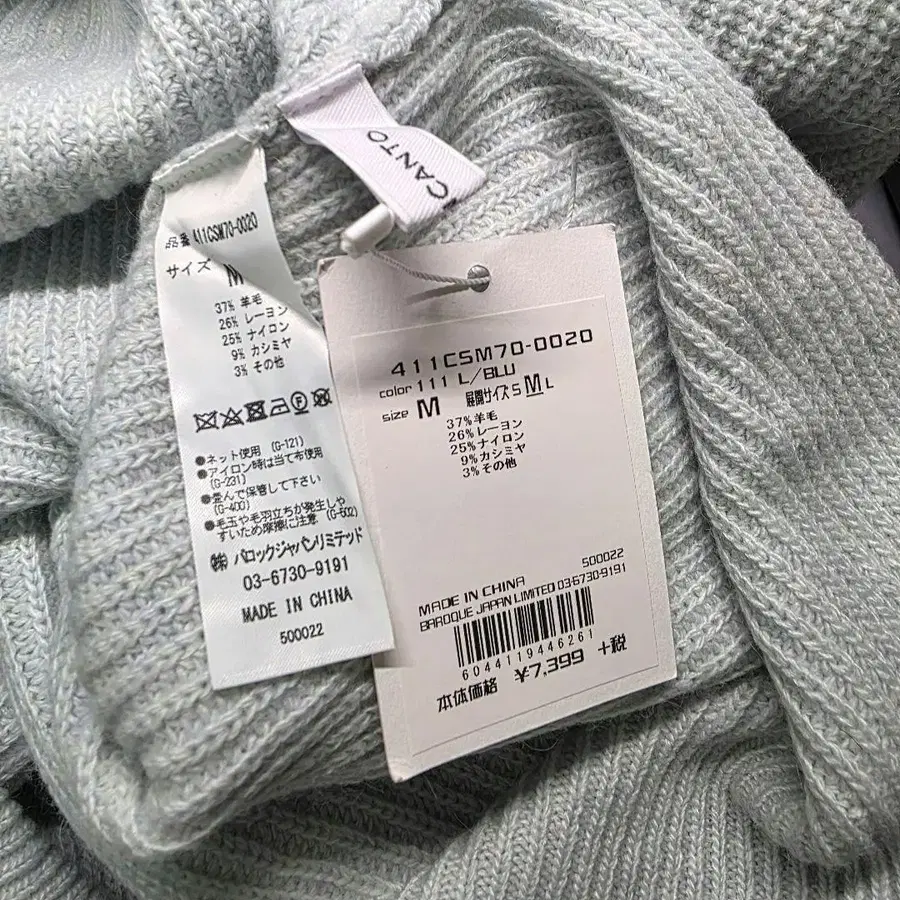 CANTO
品番 411CSM70-0020
サイズ M
37% 羊毛
26% レーヨン
25% ナイロン
9% カシミヤ
3% その他
●ネット使用 (G-121)
●アイロン時は当て布使用
(G-231)
●畳んで保管して下さい
(G-400)
●毛玉や毛羽立ちが発生しや
すいため摩擦に注意 (G-602)
㈱バロックジャパンリミテッド
03-6730-9191
MADE IN CHINA
500022
411CSM70-0020
color 111 L/BLU
size M 展開サイズ S M L
37% 羊毛
26% レーヨン
25% ナイロン
9% カシミヤ
3% その他
500022
MADE IN CHINA
BAROQUE JAPAN LIMITED 03-6730-9191
6044119446261
本体価格 ¥7,399 +税